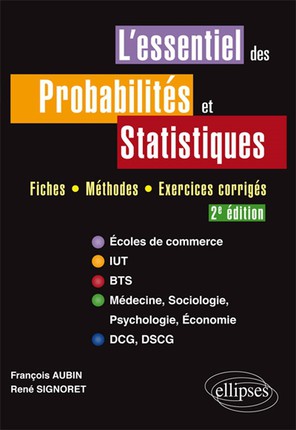 L'essentiel des
Probabilités et
Statistiques
Fiches • Méthodes • Exercices corrigés
2e édition
Écoles de commerce
IUT
BTS
Médecine, Sociologie,
Psychologie, Économie
DCG, DSCG
François AUBIN
René SIGNORET
ellipses